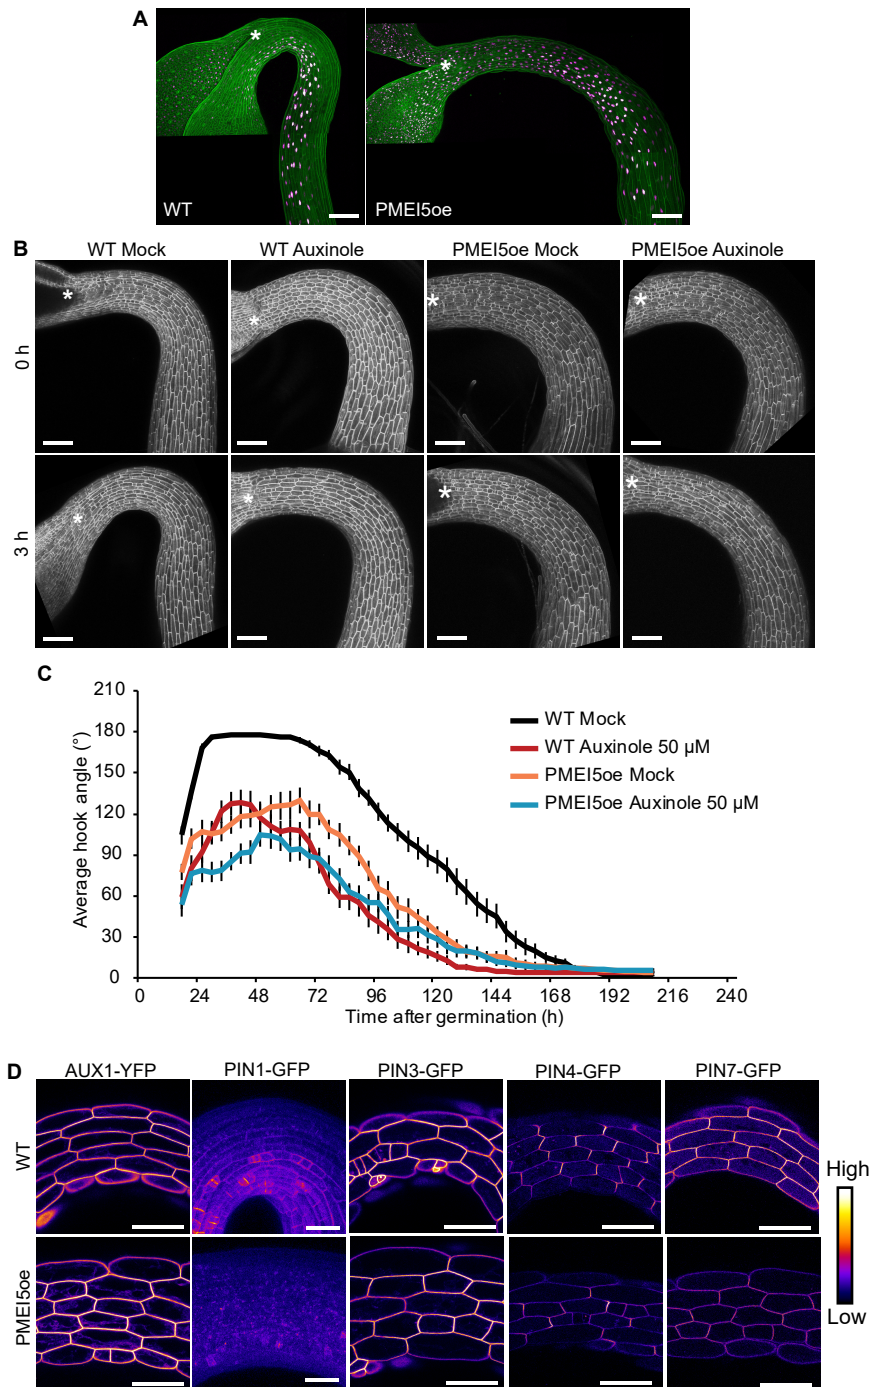 A
*
*
WT
PMEI5oe
B
WT Mock
WT Auxinole
PMEI5oe Mock
PMEI5oe Auxinole
0 h
*
*
*
*
3 h
*
*
*
*
C
Average hook angle (°)
210
180
150
120
90
60
30
0
WT Mock
WT Auxinole 50 µM
PMEI5oe Mock
PMEI5oe Auxinole 50 µM
0 24 48 72 96 120 144 168 192 216 240
Time after germination (h)
D
AUX1-YFP
PIN1-GFP
PIN3-GFP
PIN4-GFP
PIN7-GFP
WT
PMEI5oe
High
Low